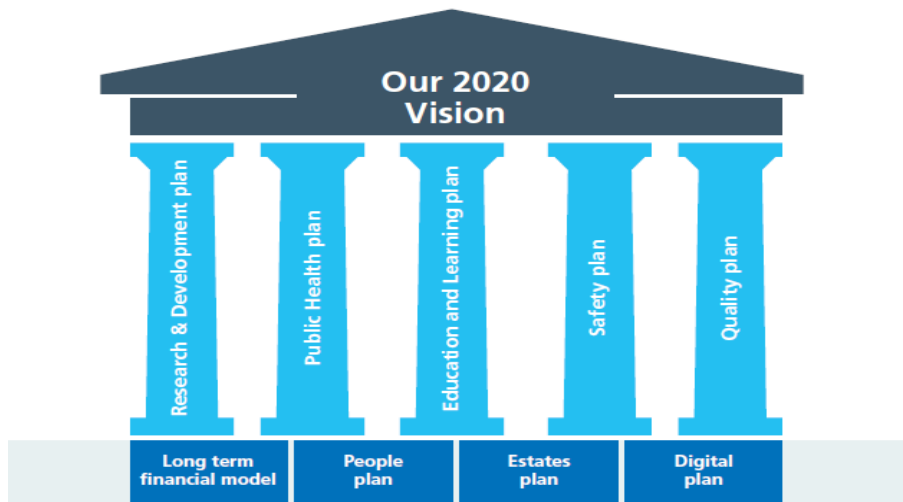 Our 2020
Vision
Research & Development plan
Public Health plan
Education and Learning plan
Safety plan
Quality plan
Long term
financial model
People
plan
Estates
plan
Digital
plan